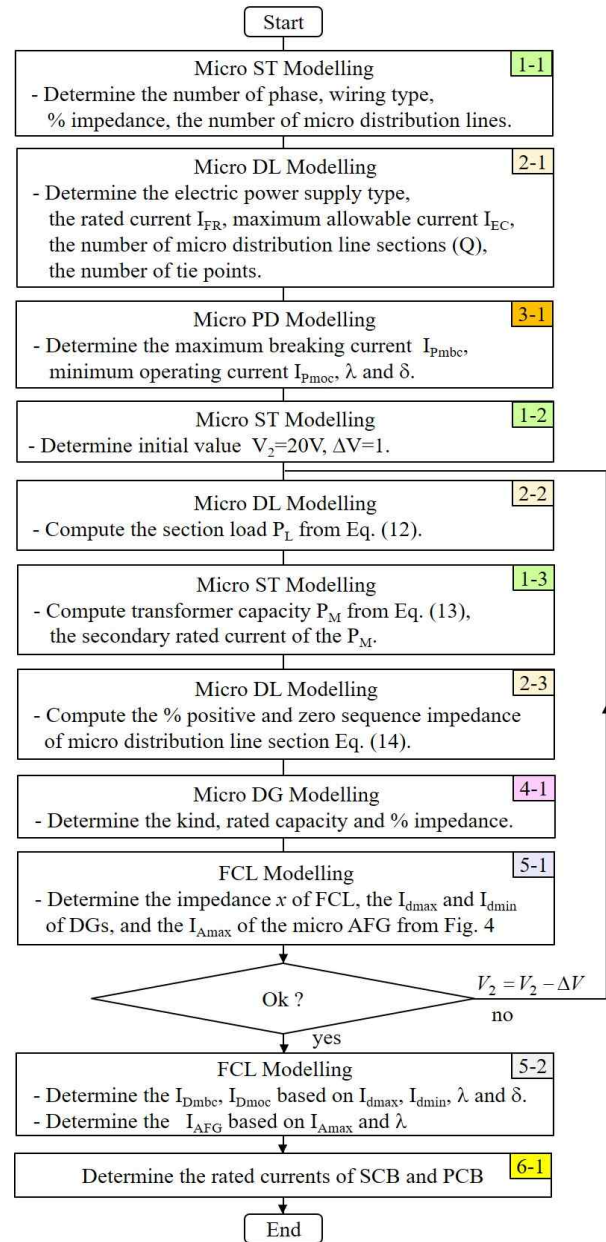 Start
Micro ST Modelling 1-1
- Determine the number of phase, wiring type,
% impedance, the number of micro distribution lines.
Micro DL Modelling 2-1
- Determine the electric power supply type,
the rated current I_FR, maximum allowable current I_EC,
the number of micro distribution line sections (Q),
the number of tie points.
Micro PD Modelling 3-1
- Determine the maximum breaking current I_Pmbc,
minimum operating current I_Pmoc, λ and δ.
Micro ST Modelling 1-2
- Determine initial value V_2=20V, ΔV=1.
Micro DL Modelling 2-2
- Compute the section load P_L from Eq. (12).
Micro ST Modelling 1-3
- Compute transformer capacity P_M from Eq. (13),
the secondary rated current of the P_M.
Micro DL Modelling 2-3
- Compute the % positive and zero sequence impedance
of micro distribution line section Eq. (14).
Micro DG Modelling 4-1
- Determine the kind, rated capacity and % impedance.
FCL Modelling 5-1
- Determine the impedance x of FCL, the I_dmax and I_dmin
of DGs, and the I_Amax of the micro AFG from Fig. 4
Ok ?
V_2 = V_2 − ΔV
no
yes
FCL Modelling 5-2
- Determine the I_Dmbc, I_Dmoc based on I_dmax, I_dmin, λ and δ.
- Determine the I_AFG based on I_Amax and λ
Determine the rated currents of SCB and PCB 6-1
End